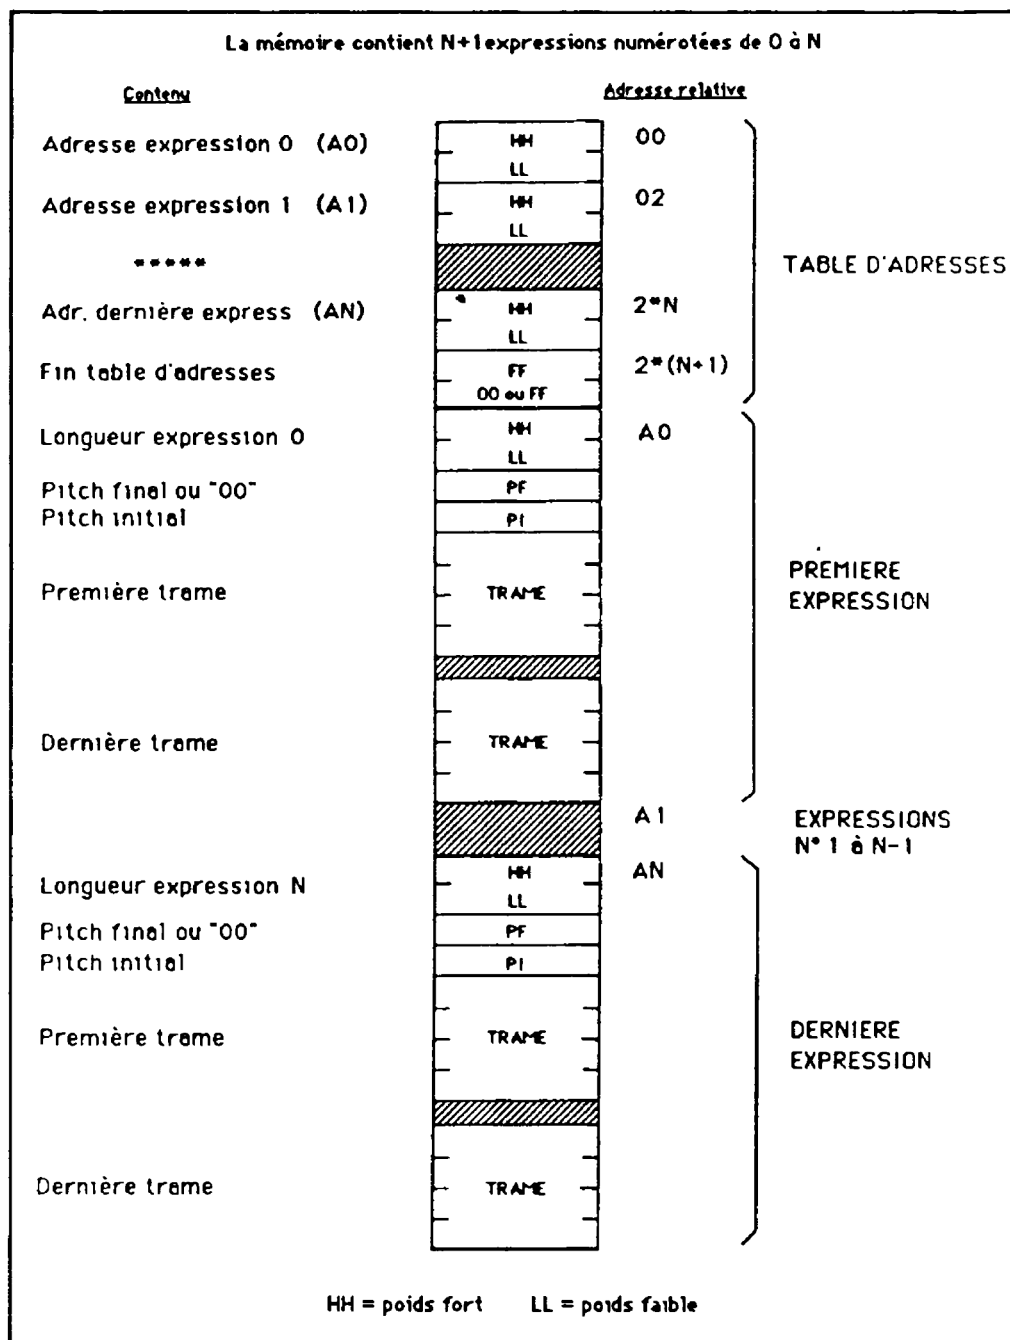 La mémoire contient N+1 expressions numérotées de 0 à N
Contenu
Adresse relative
Adresse expression 0 (A0)
HH
00
LL
Adresse expression 1 (A1)
HH
02
LL
*****
TABLE D'ADRESSES
Adr. dernière express (AN)
HH
2*N
LL
Fin table d'adresses
FF
2*(N+1)
00 ou FF
Longueur expression 0
HH
A0
LL
Pitch final ou "00"
PF
Pitch initial
PI
Première trame
TRAME
PREMIERE
EXPRESSION
Dernière trame
TRAME
A1
EXPRESSIONS
N° 1 à N-1
Longueur expression N
HH
AN
LL
Pitch final ou "00"
PF
Pitch initial
PI
Première trame
TRAME
DERNIERE
EXPRESSION
Dernière trame
TRAME
HH = poids fort LL = poids faible